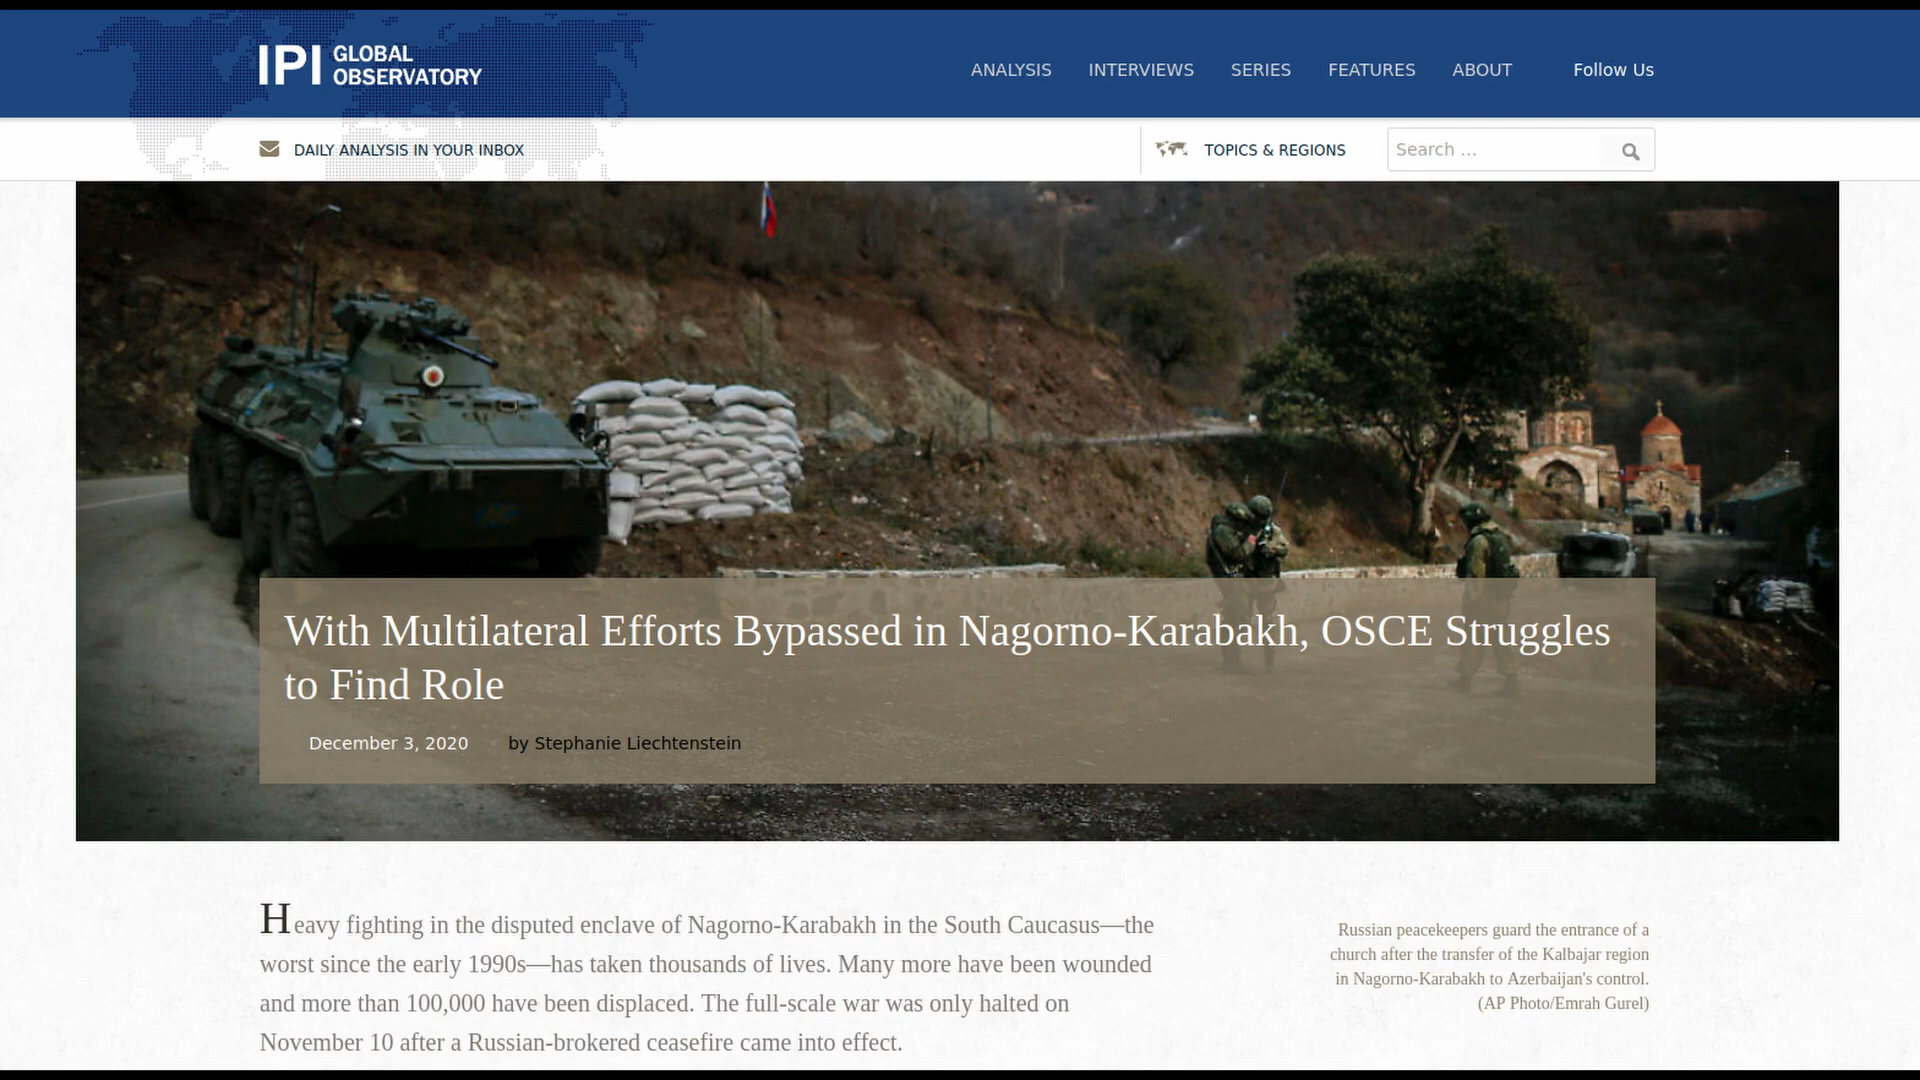 IPI GLOBAL
OBSERVATORY
ANALYSIS INTERVIEWS SERIES FEATURES ABOUT Follow Us
DAILY ANALYSIS IN YOUR INBOX
TOPICS & REGIONS
Search ...
With Multilateral Efforts Bypassed in Nagorno-Karabakh, OSCE Struggles
to Find Role
December 3, 2020 by Stephanie Liechtenstein
Heavy fighting in the disputed enclave of Nagorno-Karabakh in the South Caucasus—the
worst since the early 1990s—has taken thousands of lives. Many more have been wounded
and more than 100,000 have been displaced. The full-scale war was only halted on
November 10 after a Russian-brokered ceasefire came into effect.
Russian peacekeepers guard the entrance of a
church after the transfer of the Kalbajar region
in Nagorno-Karabakh to Azerbaijan's control.
(AP Photo/Emrah Gurel)